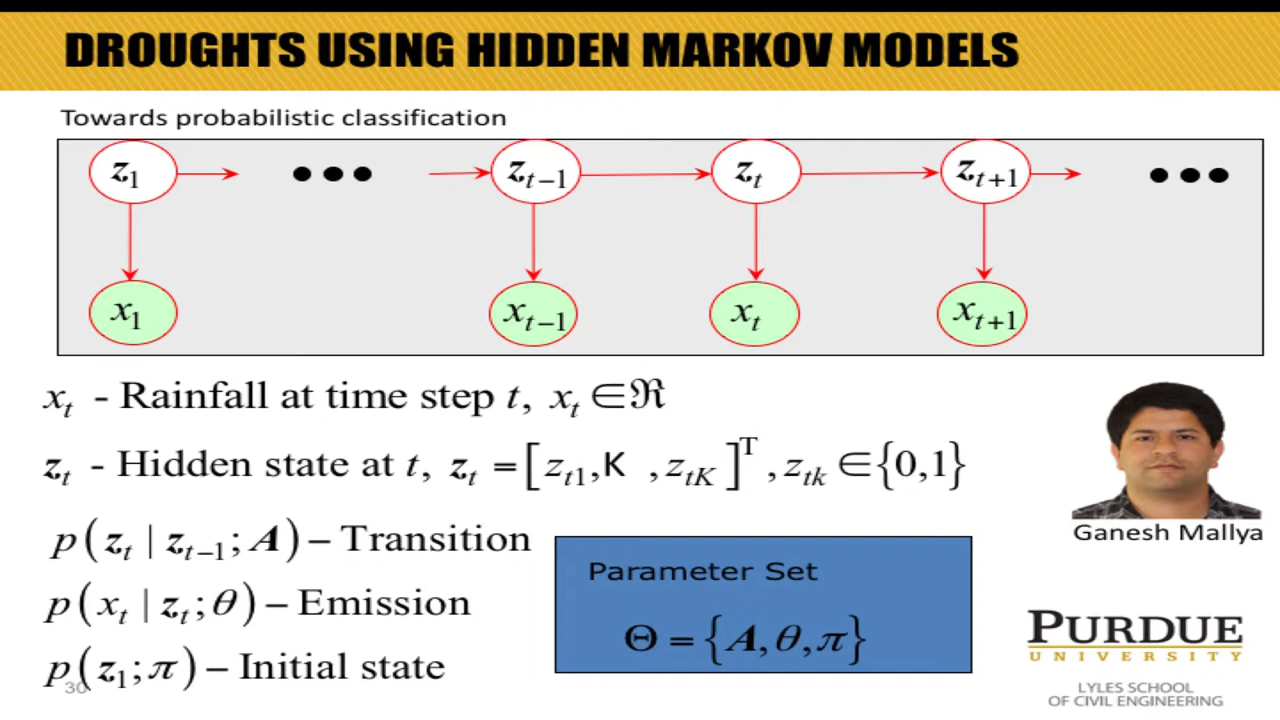 DROUGHTS USING HIDDEN MARKOV MODELS
Towards probabilistic classification
z₁ ••• zₜ₋₁ zₜ zₜ₊₁ •••
x₁ xₜ₋₁ xₜ xₜ₊₁
xₜ - Rainfall at time step t, xₜ ∈ ℜ
zₜ - Hidden state at t, zₜ = [zₜ₁,K , zₜK]ᵀ, zₜₖ ∈ {0,1}
p(zₜ | zₜ₋₁; A) – Transition
p(xₜ | zₜ; θ) – Emission
p(z₁; π) – Initial state
Parameter Set
Θ = {A, θ, π}
Ganesh Mallya
PURDUE
UNIVERSITY
LYLES SCHOOL
OF CIVIL ENGINEERING
30